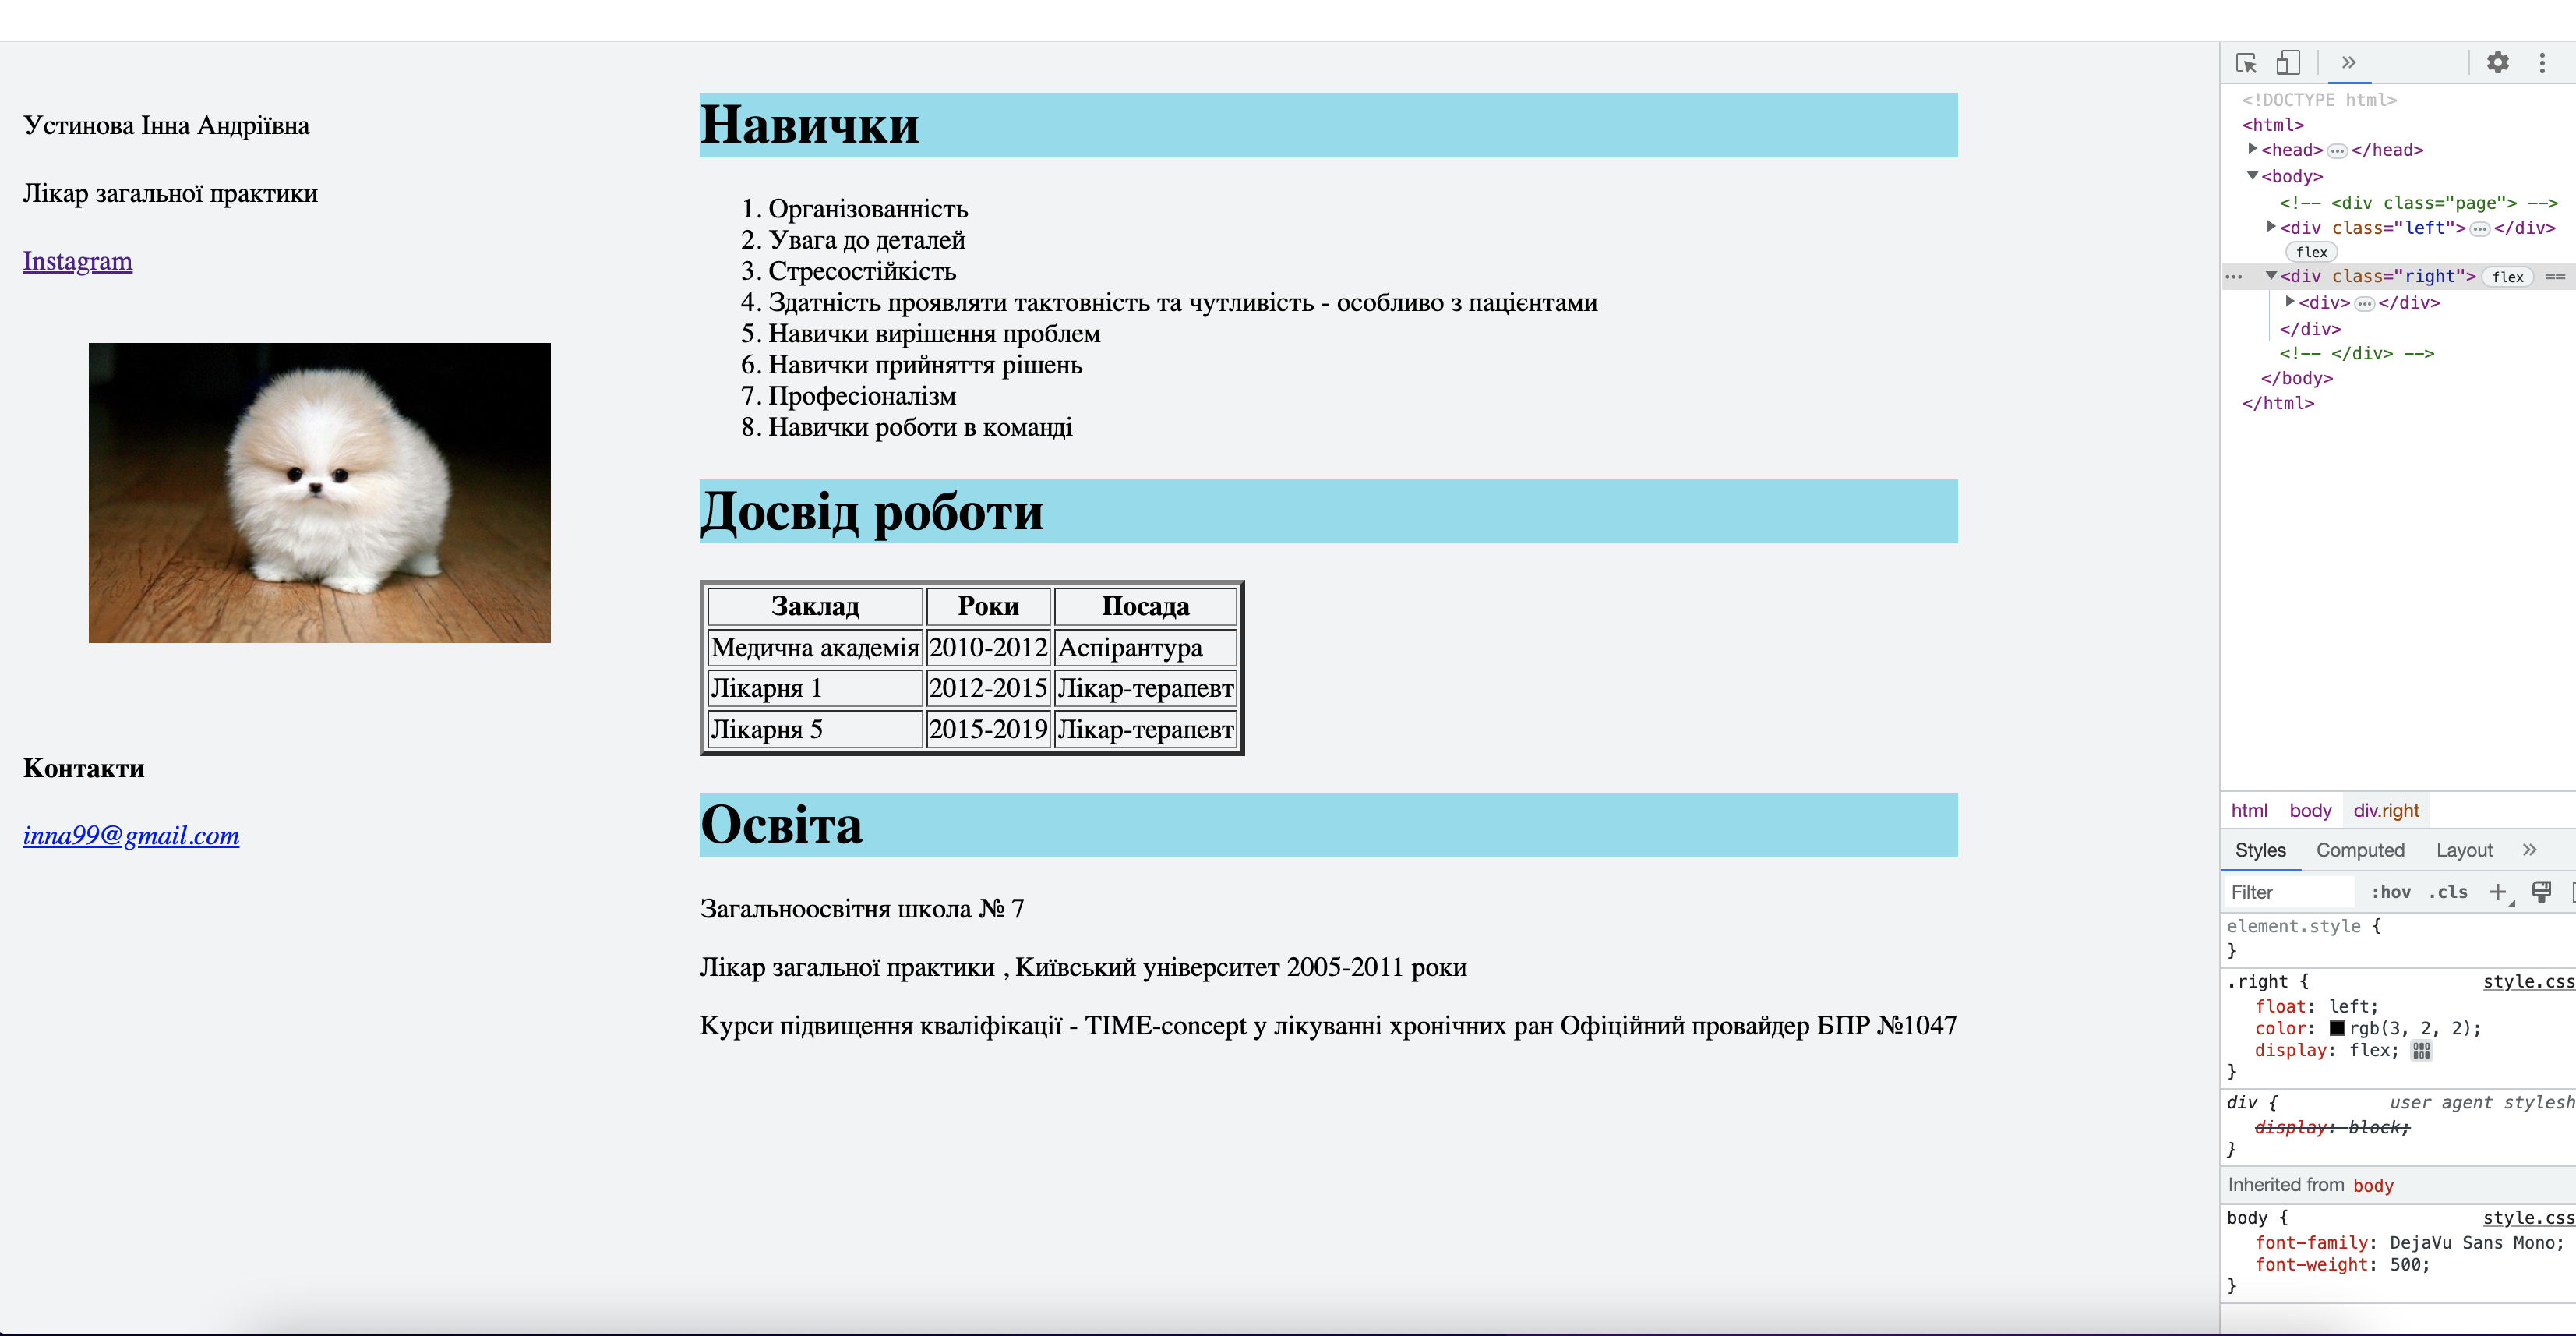 Устинова Інна Андріївна
Лікар загальної практики
Instagram
Контакти
inna99@gmail.com
Навички
1. Організованність
2. Увага до деталей
3. Стресостійкість
4. Здатність проявляти тактовність та чутливість - особливо з пацієнтами
5. Навички вирішення проблем
6. Навички прийняття рішень
7. Професіоналізм
8. Навички роботи в команді
Досвід роботи
Заклад Роки Посада
Медична академія 2010-2012 Аспірантура
Лікарня 1 2012-2015 Лікар-терапевт
Лікарня 5 2015-2019 Лікар-терапевт
Освіта
Загальноосвітня школа № 7
Лікар загальної практики , Київський університет 2005-2011 роки
Курси підвищення кваліфікації - TIME-concept у лікуванні хронічних ран Офіційний провайдер БПР №1047
<!DOCTYPE html>
<html>
<head> ··· </head>
<body>
<!-- <div class="page"> -->
<div class="left"> ··· </div>
flex
··· <div class="right"> flex ==
<div> ··· </div>
</div>
<!-- </div> -->
</body>
</html>
html body div.right
Styles Computed Layout »
Filter :hov .cls +
element.style {
}
.right { style.css
float: left;
color: rgb(3, 2, 2);
display: flex;
}
div { user agent stylesh
display: block;
}
Inherited from body
body { style.css
font-family: DejaVu Sans Mono;
font-weight: 500;
}